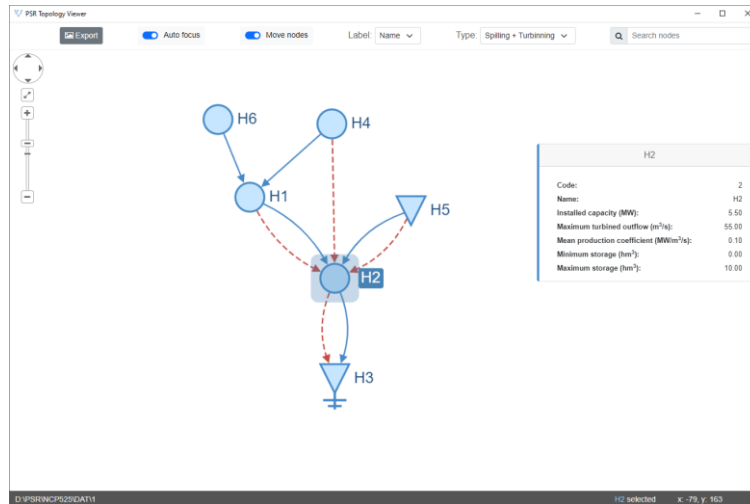 PSR Topology Viewer
Export Auto focus Move nodes Label: Name Type: Spilling + Turbinning Search nodes
H6
H4
H1
H5
H2
H3
H2
Code: 2
Name: H2
Installed capacity (MW): 5.50
Maximum turbined outflow (m³/s): 55.00
Mean production coefficient (MW/m³/s): 0.10
Minimum storage (hm³): 0.00
Maximum storage (hm³): 10.00
D:\PSR\NCP525\DAT\1 H2 selected x: -79, y: 163